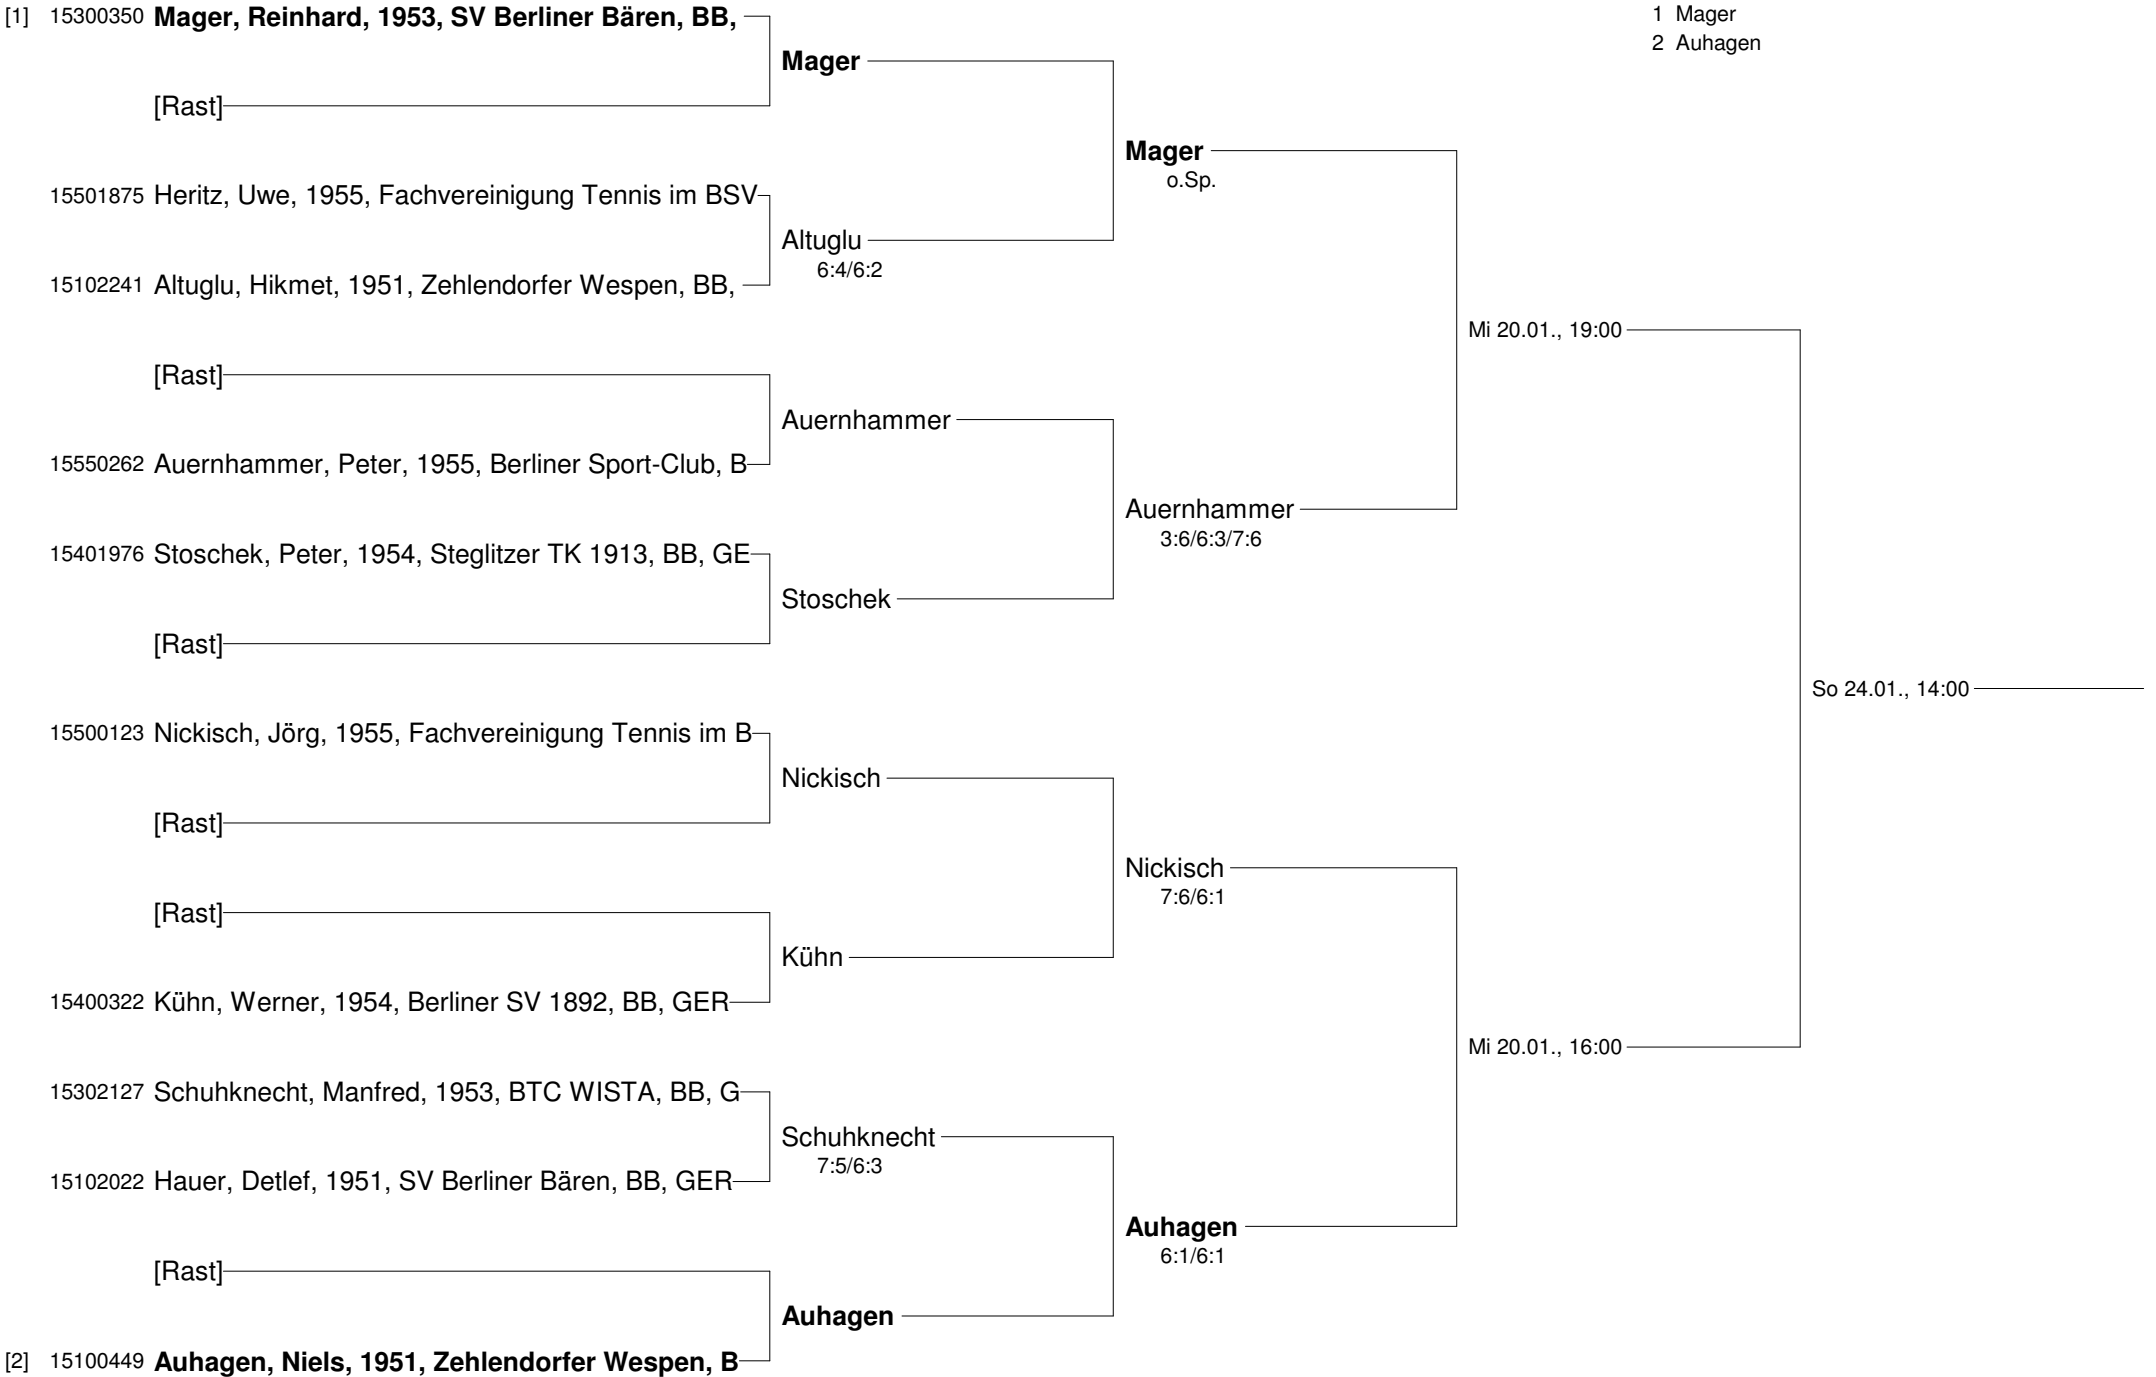 [1] 15300350 Mager, Reinhard, 1953, SV Berliner Bären, BB,
1 Mager
2 Auhagen
Mager
[Rast]
Mager
o.Sp.
15501875 Heritz, Uwe, 1955, Fachvereinigung Tennis im BSV
Altuglu
6:4/6:2
15102241 Altuglu, Hikmet, 1951, Zehlendorfer Wespen, BB,
Mi 20.01., 19:00
[Rast]
Auernhammer
15550262 Auernhammer, Peter, 1955, Berliner Sport-Club, B
Auernhammer
3:6/6:3/7:6
15401976 Stoschek, Peter, 1954, Steglitzer TK 1913, BB, GE
Stoschek
[Rast]
So 24.01., 14:00
15500123 Nickisch, Jörg, 1955, Fachvereinigung Tennis im B
Nickisch
[Rast]
Nickisch
7:6/6:1
[Rast]
Kühn
15400322 Kühn, Werner, 1954, Berliner SV 1892, BB, GER
Mi 20.01., 16:00
15302127 Schuhknecht, Manfred, 1953, BTC WISTA, BB, G
Schuhknecht
7:5/6:3
15102022 Hauer, Detlef, 1951, SV Berliner Bären, BB, GER
Auhagen
6:1/6:1
[Rast]
Auhagen
[2] 15100449 Auhagen, Niels, 1951, Zehlendorfer Wespen, B